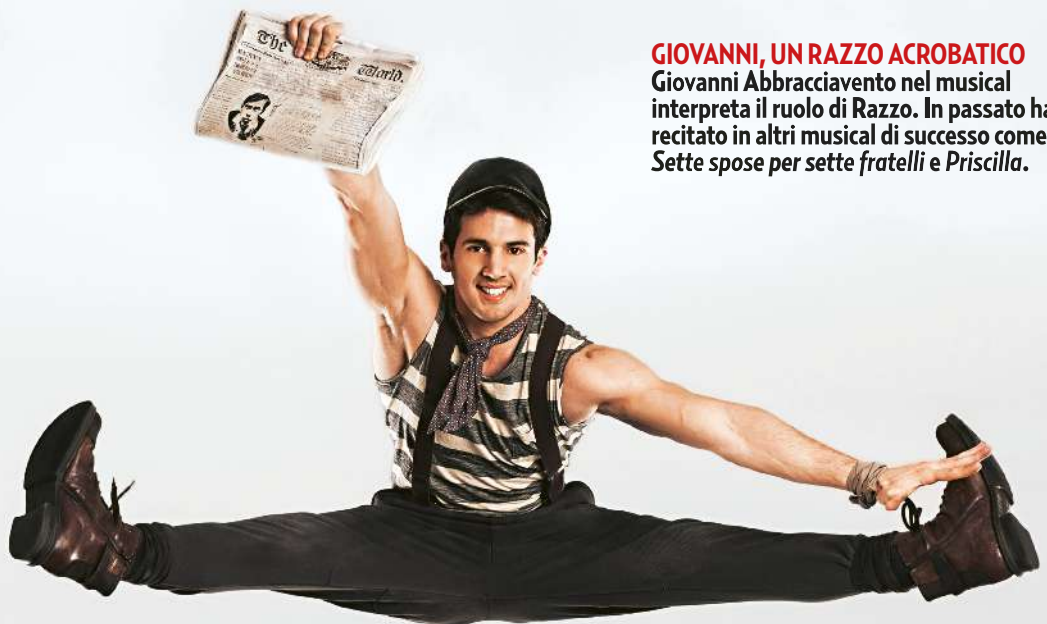 The World.
GIOVANNI, UN RAZZO ACROBATICO
Giovanni Abbracciavento nel musical
interpreta il ruolo di Razzo. In passato ha
recitato in altri musical di successo come
Sette spose per sette fratelli e Priscilla.